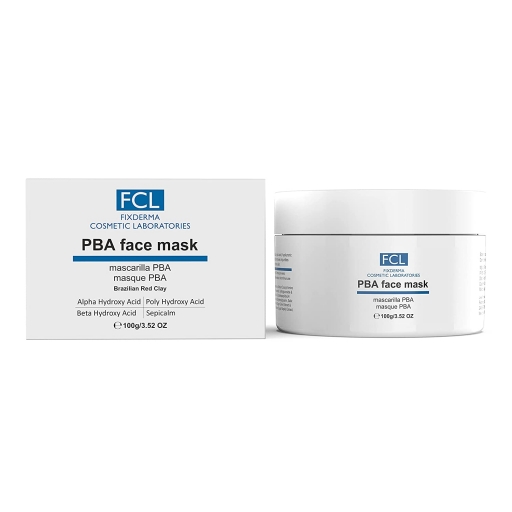 FCL
FIXDERMA
COSMETIC LABORATORIES
PBA face mask
mascarilla PBA
masque PBA
Brazilian Red Clay
Alpha Hydroxy Acid Poly Hydroxy Acid
Beta Hydroxy Acid Sepicalm
℮100g/3.52 OZ
FCL
FIXDERMA
COSMETIC LABORATORIES
PBA face mask
mascarilla PBA
masque PBA
℮100g/3.52 OZ